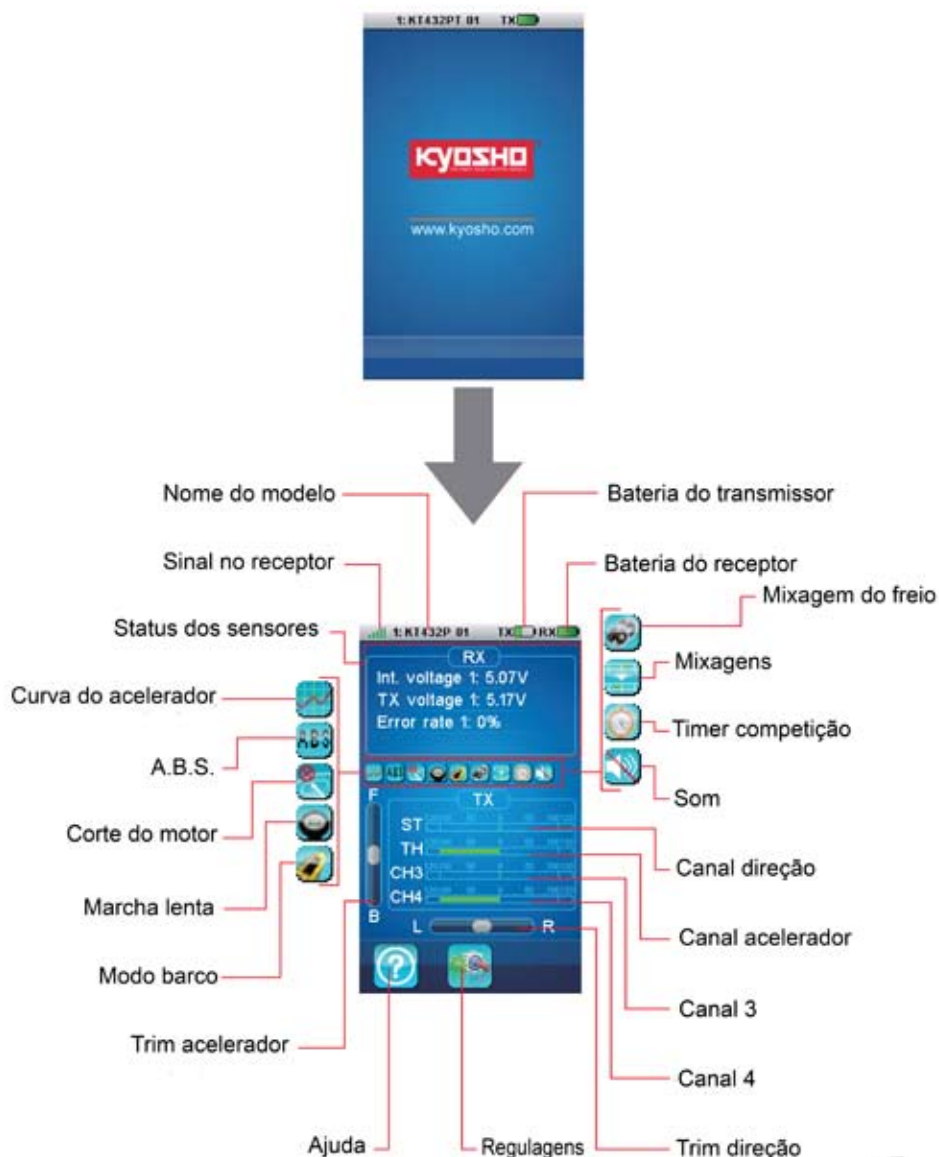 1: KT432PT 01 TX
KYOSHO
www.kyosho.com
Nome do modelo
Bateria do transmissor
Sinal no receptor
Bateria do receptor
Mixagem do freio
Status dos sensores
1: KT432P 01 TX RX
RX
Int. voltage 1: 5.07V
TX voltage 1: 5.17V
Error rate 1: 0%
Mixagens
Curva do acelerador
Timer competição
A.B.S.
ABS
Som
Corte do motor
F
TX
ST
TH
CH3
CH4
B
L R
Canal direção
Marcha lenta
Canal acelerador
Modo barco
Canal 3
Trim acelerador
Canal 4
Ajuda
Regulagens
Trim direção